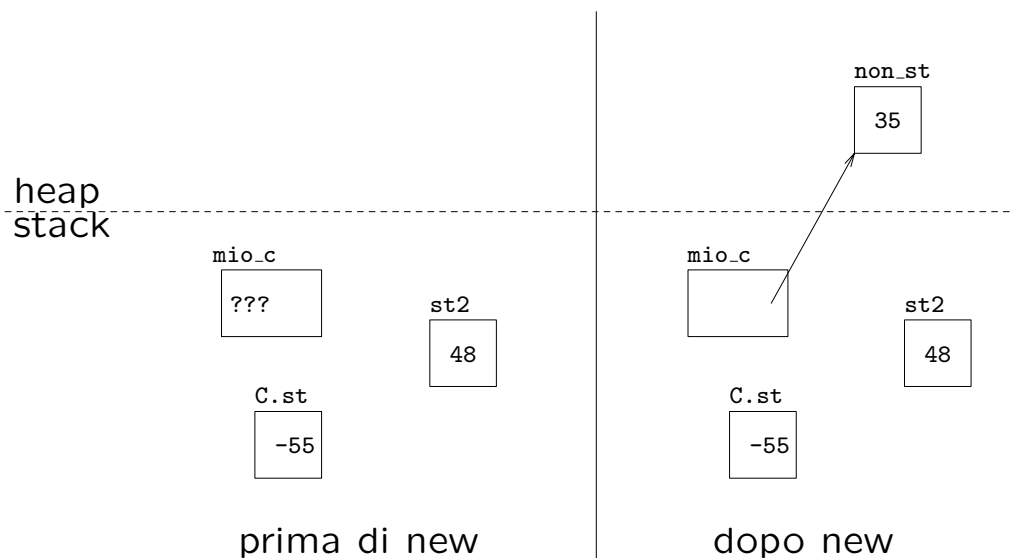 non_st
35
heap
stack
mio_c
mio_c
???
st2
st2
48
48
C.st
C.st
-55
-55
prima di new
dopo new